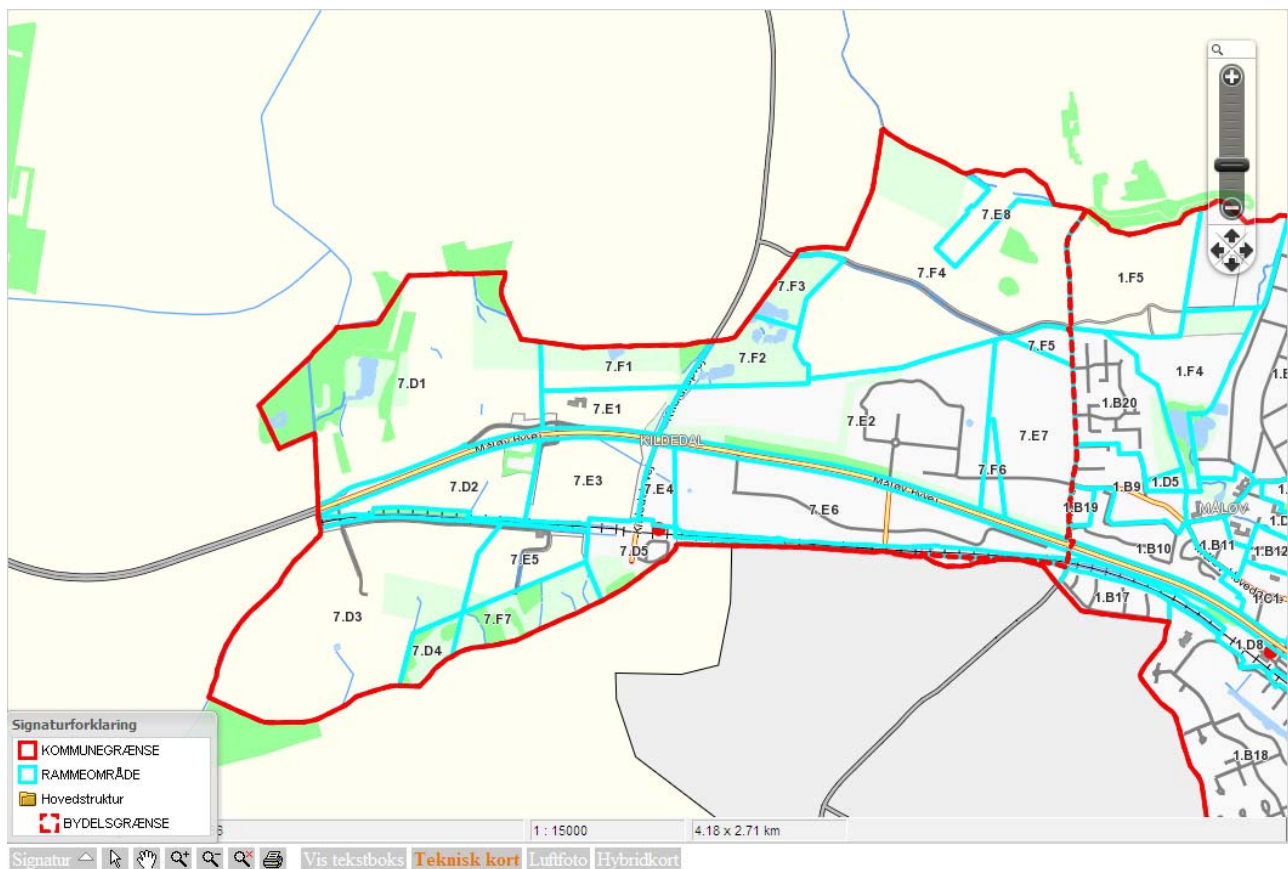 7.E8
7.F4
1.F5
7.F3
7.F5
7.F2
7.F1
7.D1
1.F4
7.E1
1.B20
7.E2
7.E7
KILDEDAL
Måløv Byvej
7.F6
Måløv Byvej
7.D2
7.E3
7.E4
7.E6
1.B9
1.D5
1.B19
MÅLØV
1.B10
1.B11
1.B12
7.E5
7.D5
1.B17
1.C1
7.D3
7.F7
7.D4
1.D8
1.B18
Signaturforklaring
KOMMUNEGRÆNSE
RAMMEOMRÅDE
Hovedstruktur
BYDELSGRÆNSE
1 : 15000
4.18 x 2.71 km
Signatur
Vis tekstboks
Teknisk kort
Luftfoto
Hybridkort